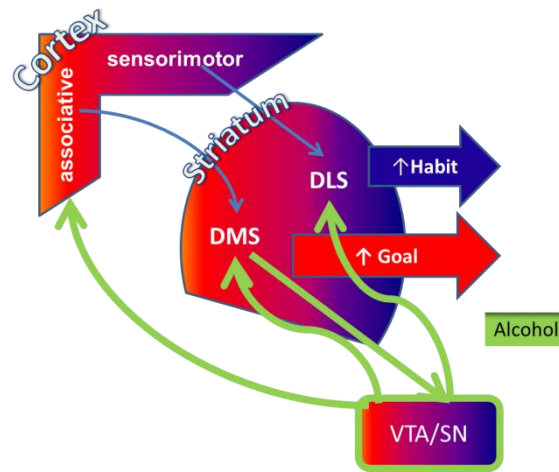 Cortex
sensorimotor
associative
Striatum
DLS
↑Habit
DMS
↑ Goal
Alcohol
VTA/SN